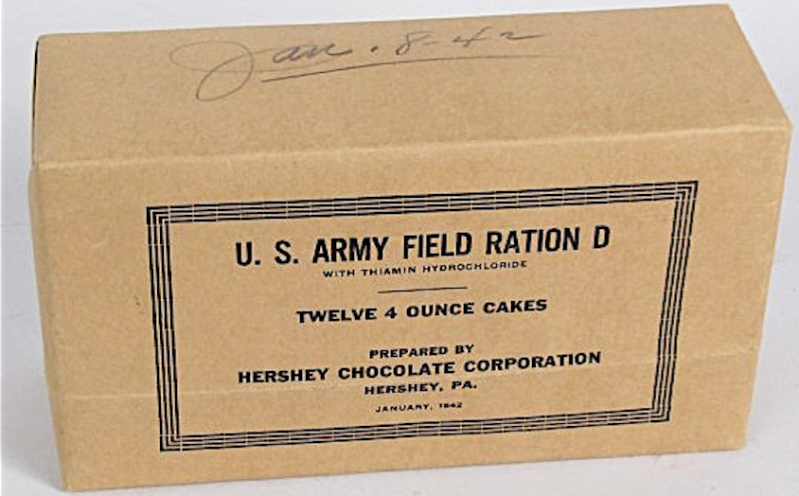 Jan. 8-42
U. S. ARMY FIELD RATION D
WITH THIAMIN HYDROCHLORIDE
TWELVE 4 OUNCE CAKES
PREPARED BY
HERSHEY CHOCOLATE CORPORATION
HERSHEY, PA.
JANUARY, 1942